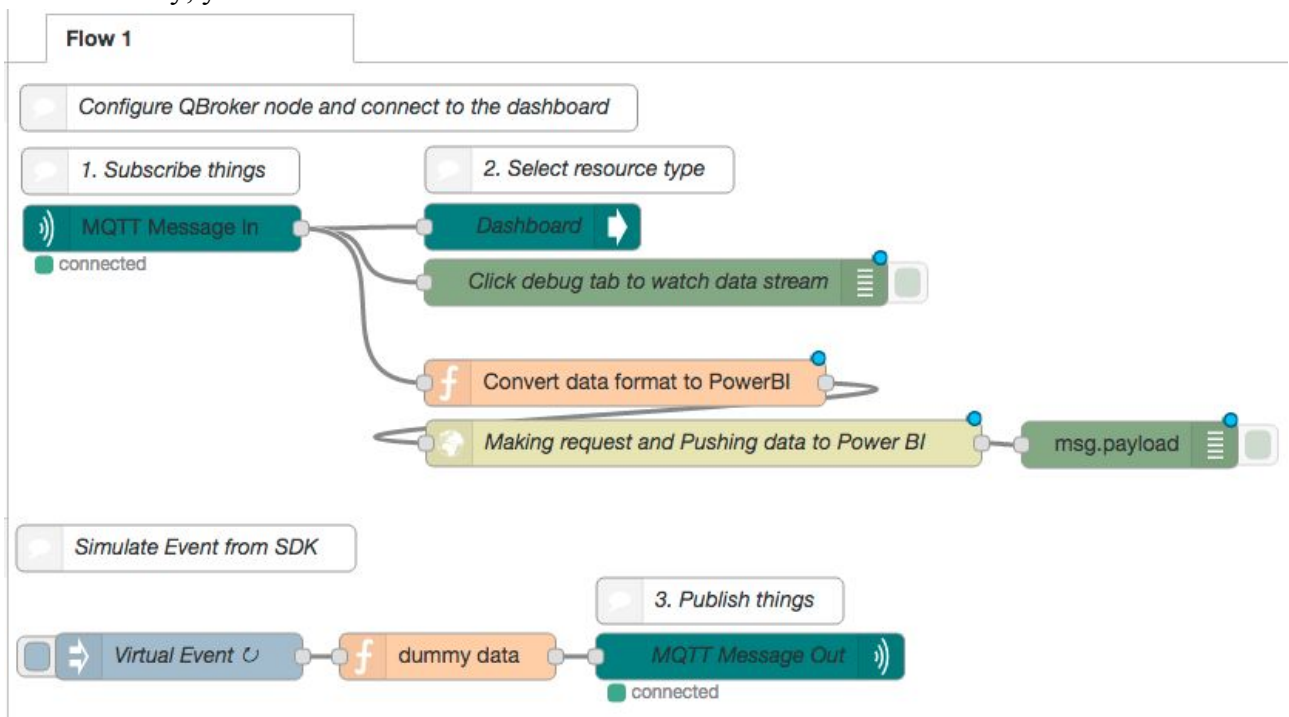 Flow 1
Configure QBroker node and connect to the dashboard
1. Subscribe things
2. Select resource type
MQTT Message In
Dashboard
connected
Click debug tab to watch data stream
Convert data format to PowerBI
Making request and Pushing data to Power BI
msg.payload
Simulate Event from SDK
3. Publish things
Virtual Event ↻
dummy data
MQTT Message Out
connected